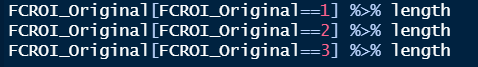 FCROI_Original[FCROI_Original==1] %>% length
FCROI_Original[FCROI_Original==2] %>% length
FCROI_Original[FCROI_Original==3] %>% length